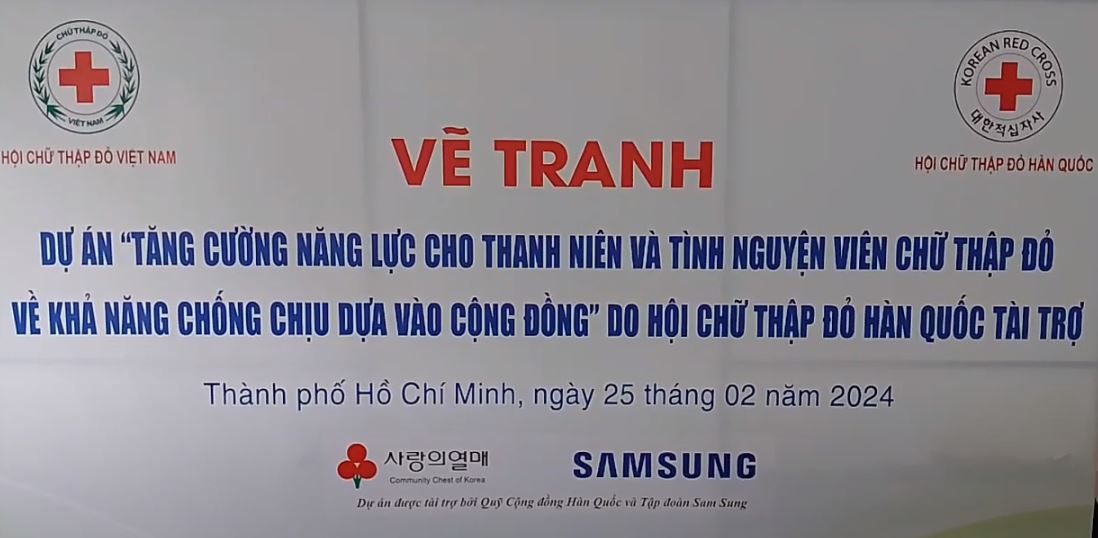 CHỮ THẬP ĐỎ
VIỆT NAM
HỘI CHỮ THẬP ĐỎ VIỆT NAM
KOREAN RED CROSS
대한적십자사
HỘI CHỮ THẬP ĐỎ HÀN QUỐC
VẼ TRANH
DỰ ÁN “TĂNG CƯỜNG NĂNG LỰC CHO THANH NIÊN VÀ TÌNH NGUYỆN VIÊN CHỮ THẬP ĐỎ
VỀ KHẢ NĂNG CHỐNG CHỊU DỰA VÀO CỘNG ĐỒNG” DO HỘI CHỮ THẬP ĐỎ HÀN QUỐC TÀI TRỢ
Thành phố Hồ Chí Minh, ngày 25 tháng 02 năm 2024
사랑의열매
Community Chest of Korea
SAMSUNG
Dự án được tài trợ bởi Quỹ Cộng đồng Hàn Quốc và Tập đoàn Sam Sung